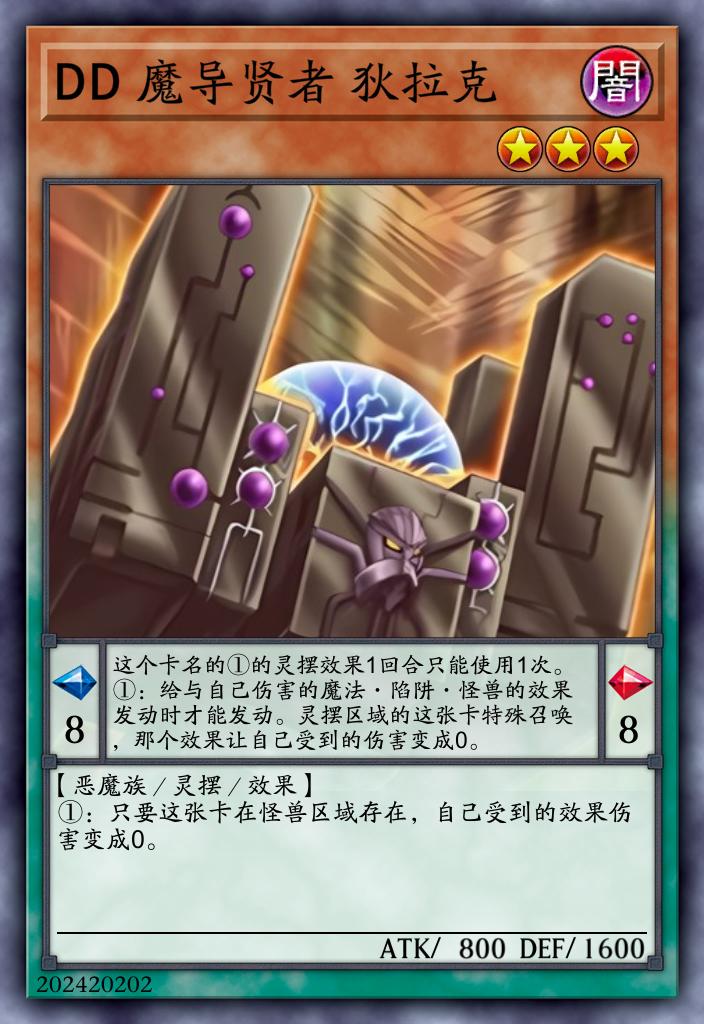 DD 魔导贤者 狄拉克
闇
这个卡名的①的灵摆效果1回合只能使用1次。
①：给与自己伤害的魔法·陷阱·怪兽的效果
发动时才能发动。灵摆区域的这张卡特殊召唤
，那个效果让自己受到的伤害变成0。
8
8
【恶魔族／灵摆／效果】
①：只要这张卡在怪兽区域存在，自己受到的效果伤
害变成0。
ATK/ 800 DEF/1600
202420202